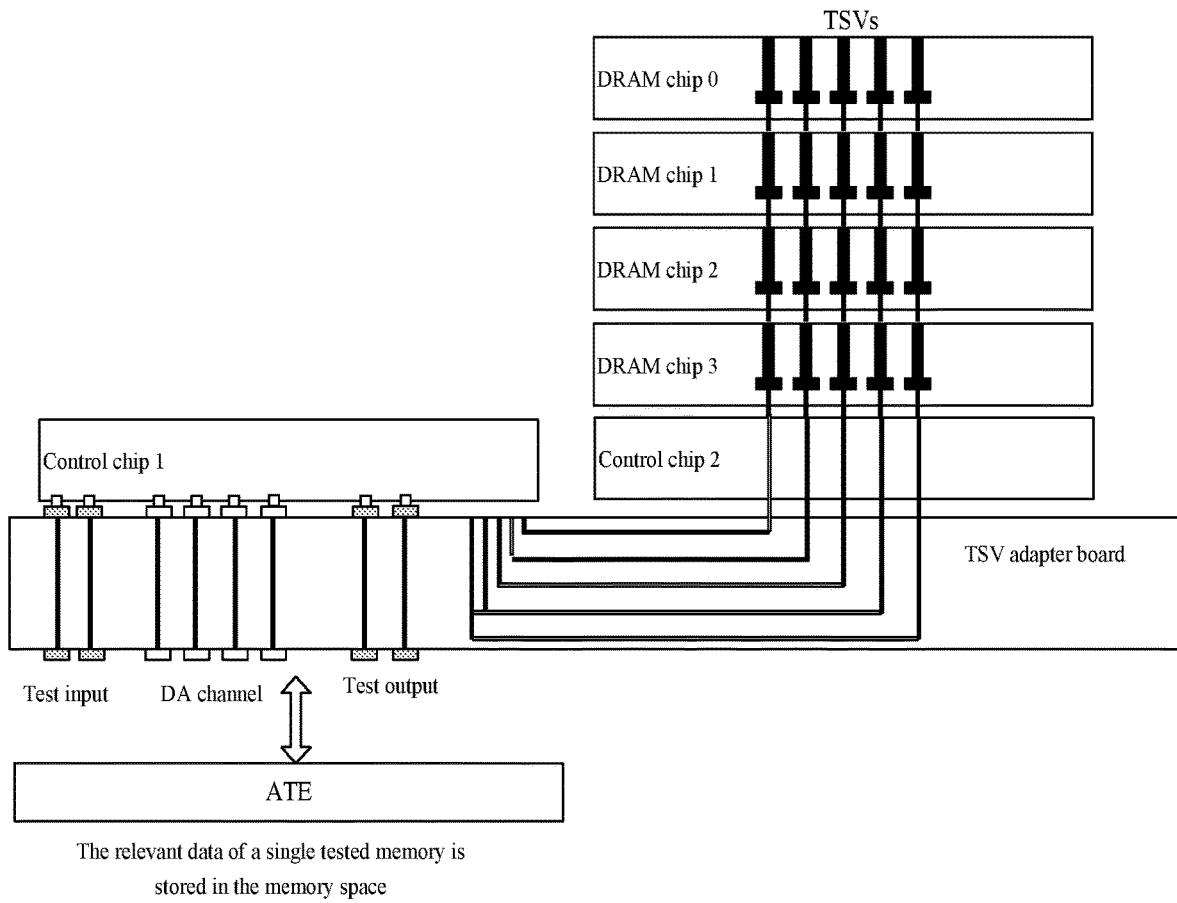 TSVs
DRAM chip 0
DRAM chip 1
DRAM chip 2
DRAM chip 3
Control chip 1
Control chip 2
TSV adapter board
Test input
DA channel
Test output
ATE
The relevant data of a single tested memory is
stored in the memory space